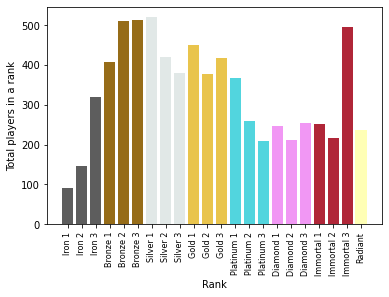 Total players in a rank
500
400
300
200
100
0
Iron 1
Iron 2
Iron 3
Bronze 1
Bronze 2
Bronze 3
Silver 1
Silver 2
Silver 3
Gold 1
Gold 2
Gold 3
Platinum 1
Platinum 2
Platinum 3
Diamond 1
Diamond 2
Diamond 3
Immortal 1
Immortal 2
Immortal 3
Radiant
Rank